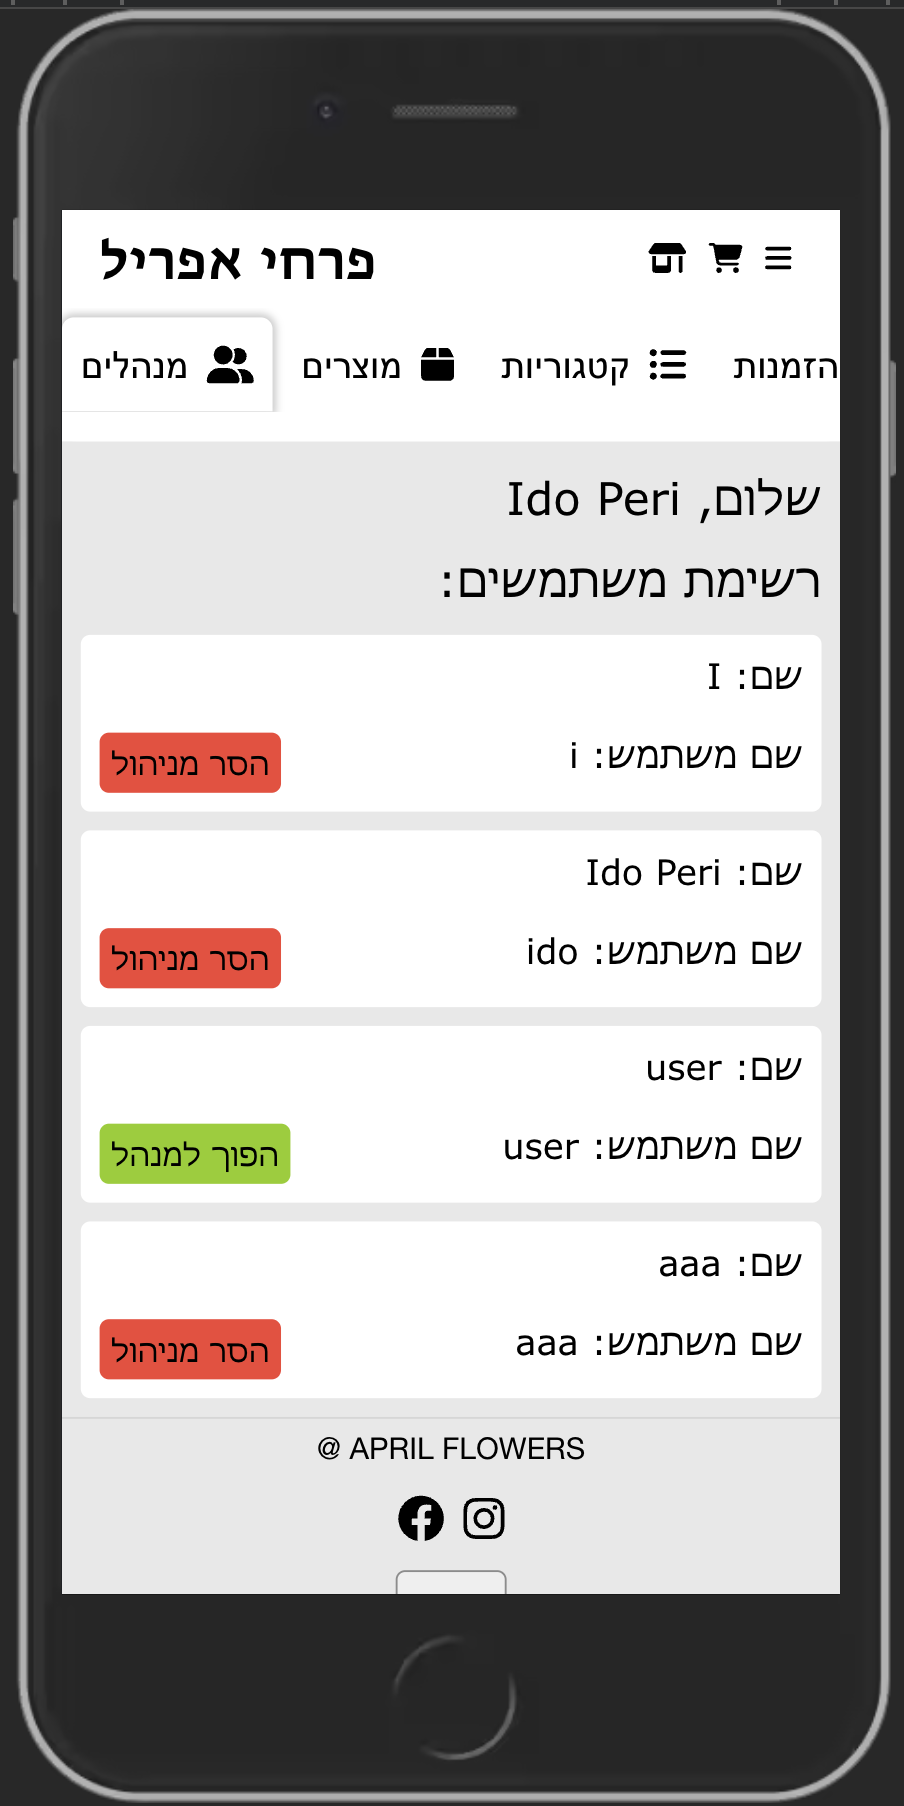 פרחי אפריל
הזמנות קטגוריות מוצרים מנהלים
שלום, Ido Peri
רשימת משתמשים:
שם: I
שם משתמש: i
הסר מניהול
שם: Ido Peri
שם משתמש: ido
הסר מניהול
שם: user
שם משתמש: user
הפוך למנהל
שם: aaa
שם משתמש: aaa
הסר מניהול
@ APRIL FLOWERS